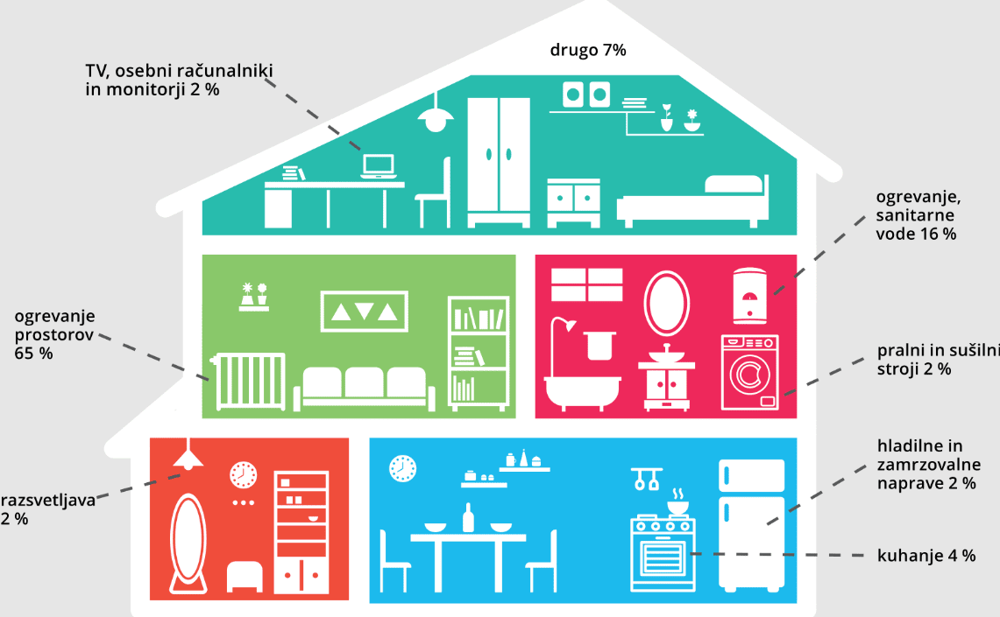 drugo 7%
TV, osebni računalniki
in monitorji 2 %
ogrevanje,
sanitarne
vode 16 %
ogrevanje
prostorov
65 %
pralni in sušilni
stroji 2 %
hladilne in
zamrzovalne
naprave 2 %
razsvetljava
2 %
kuhanje 4 %